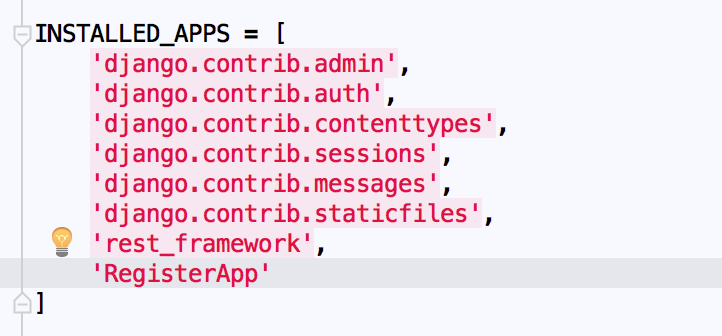 INSTALLED_APPS = [
    'django.contrib.admin',
    'django.contrib.auth',
    'django.contrib.contenttypes',
    'django.contrib.sessions',
    'django.contrib.messages',
    'django.contrib.staticfiles',
    'rest_framework',
    'RegisterApp'
]